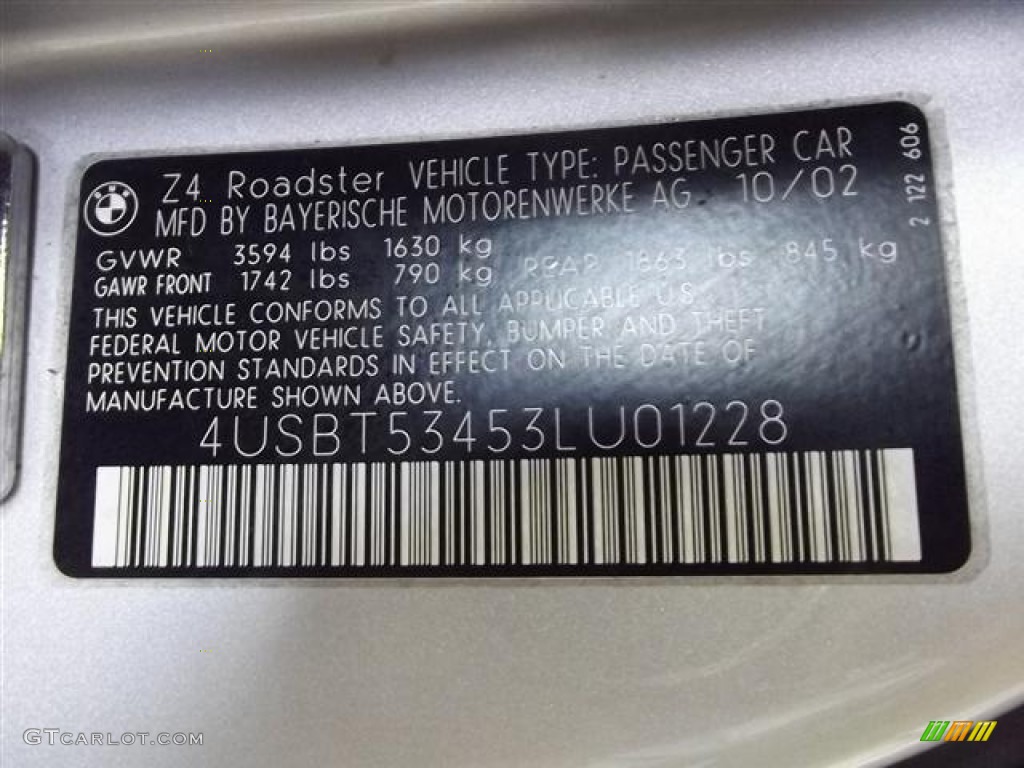 BMW
Z4 Roadster VEHICLE TYPE: PASSENGER CAR
MFD BY BAYERISCHE MOTORENWERKE AG 10/02
GVWR 3594 lbs 1630 kg
GAWR FRONT 1742 lbs 790 kg REAR 1863 lbs 845 kg
THIS VEHICLE CONFORMS TO ALL APPLICABLE U.S.
FEDERAL MOTOR VEHICLE SAFETY, BUMPER AND THEFT
PREVENTION STANDARDS IN EFFECT ON THE DATE OF
MANUFACTURE SHOWN ABOVE.
4USBT53453LU01228
2 122 606
GTCARLOT.COM